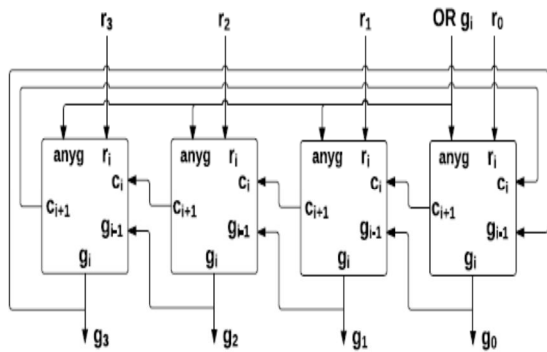 r3 r2 r1 OR gi r0
anyg ri anyg ri anyg ri anyg ri
ci ci ci ci
ci+1 ci+1 ci+1 ci+1
gi-1 gi-1 gi-1 gi-1
gi gi gi gi
g3 g2 g1 g0